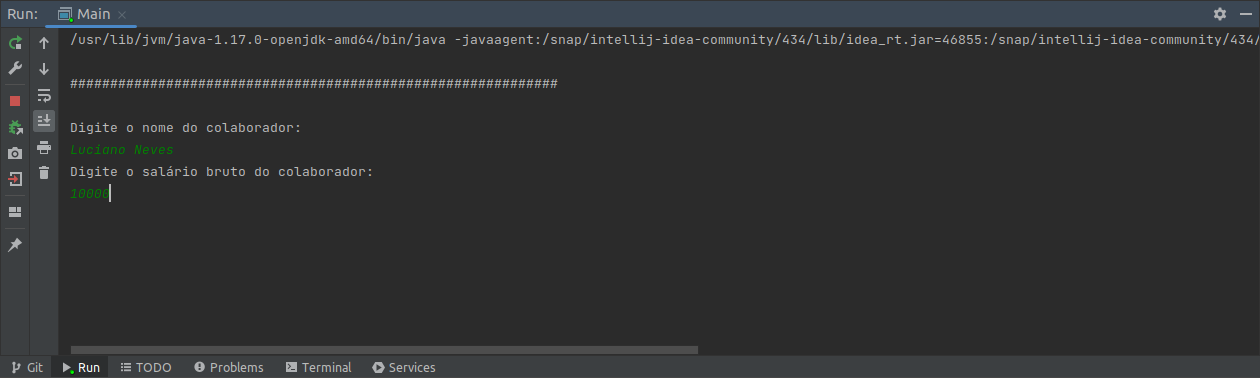 Run: Main
/usr/lib/jvm/java-1.17.0-openjdk-amd64/bin/java -javaagent:/snap/intellij-idea-community/434/lib/idea_rt.jar=46855:/snap/intellij-idea-community/434/
#############################################################
Digite o nome do colaborador:
Luciano Neves
Digite o salário bruto do colaborador:
10000
Git Run TODO Problems Terminal Services